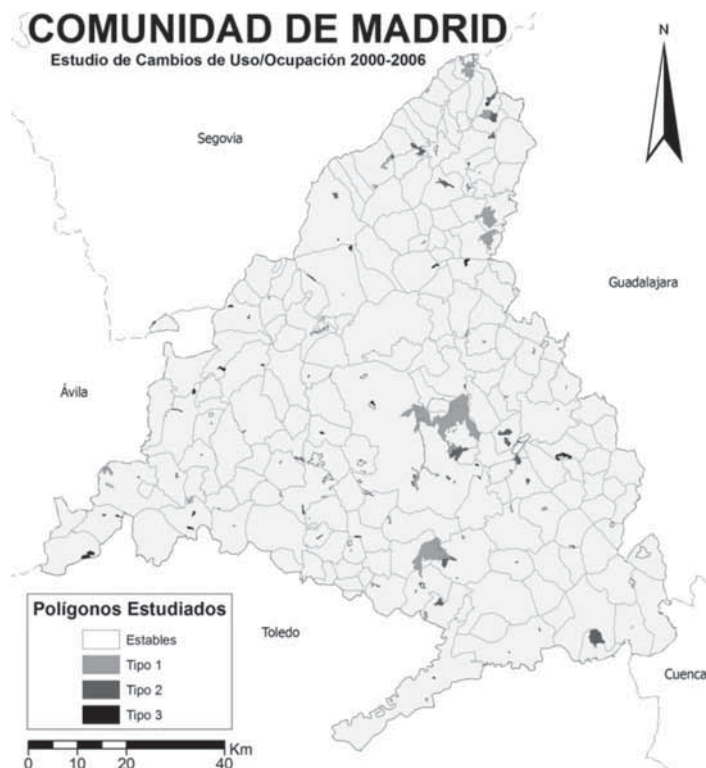 COMUNIDAD DE MADRID
Estudio de Cambios de Uso/Ocupación 2000-2006
N
Segovia
Guadalajara
Ávila
Toledo
Cuenca
Polígonos Estudiados
Estables
Tipo 1
Tipo 2
Tipo 3
Km
0 10 20 40